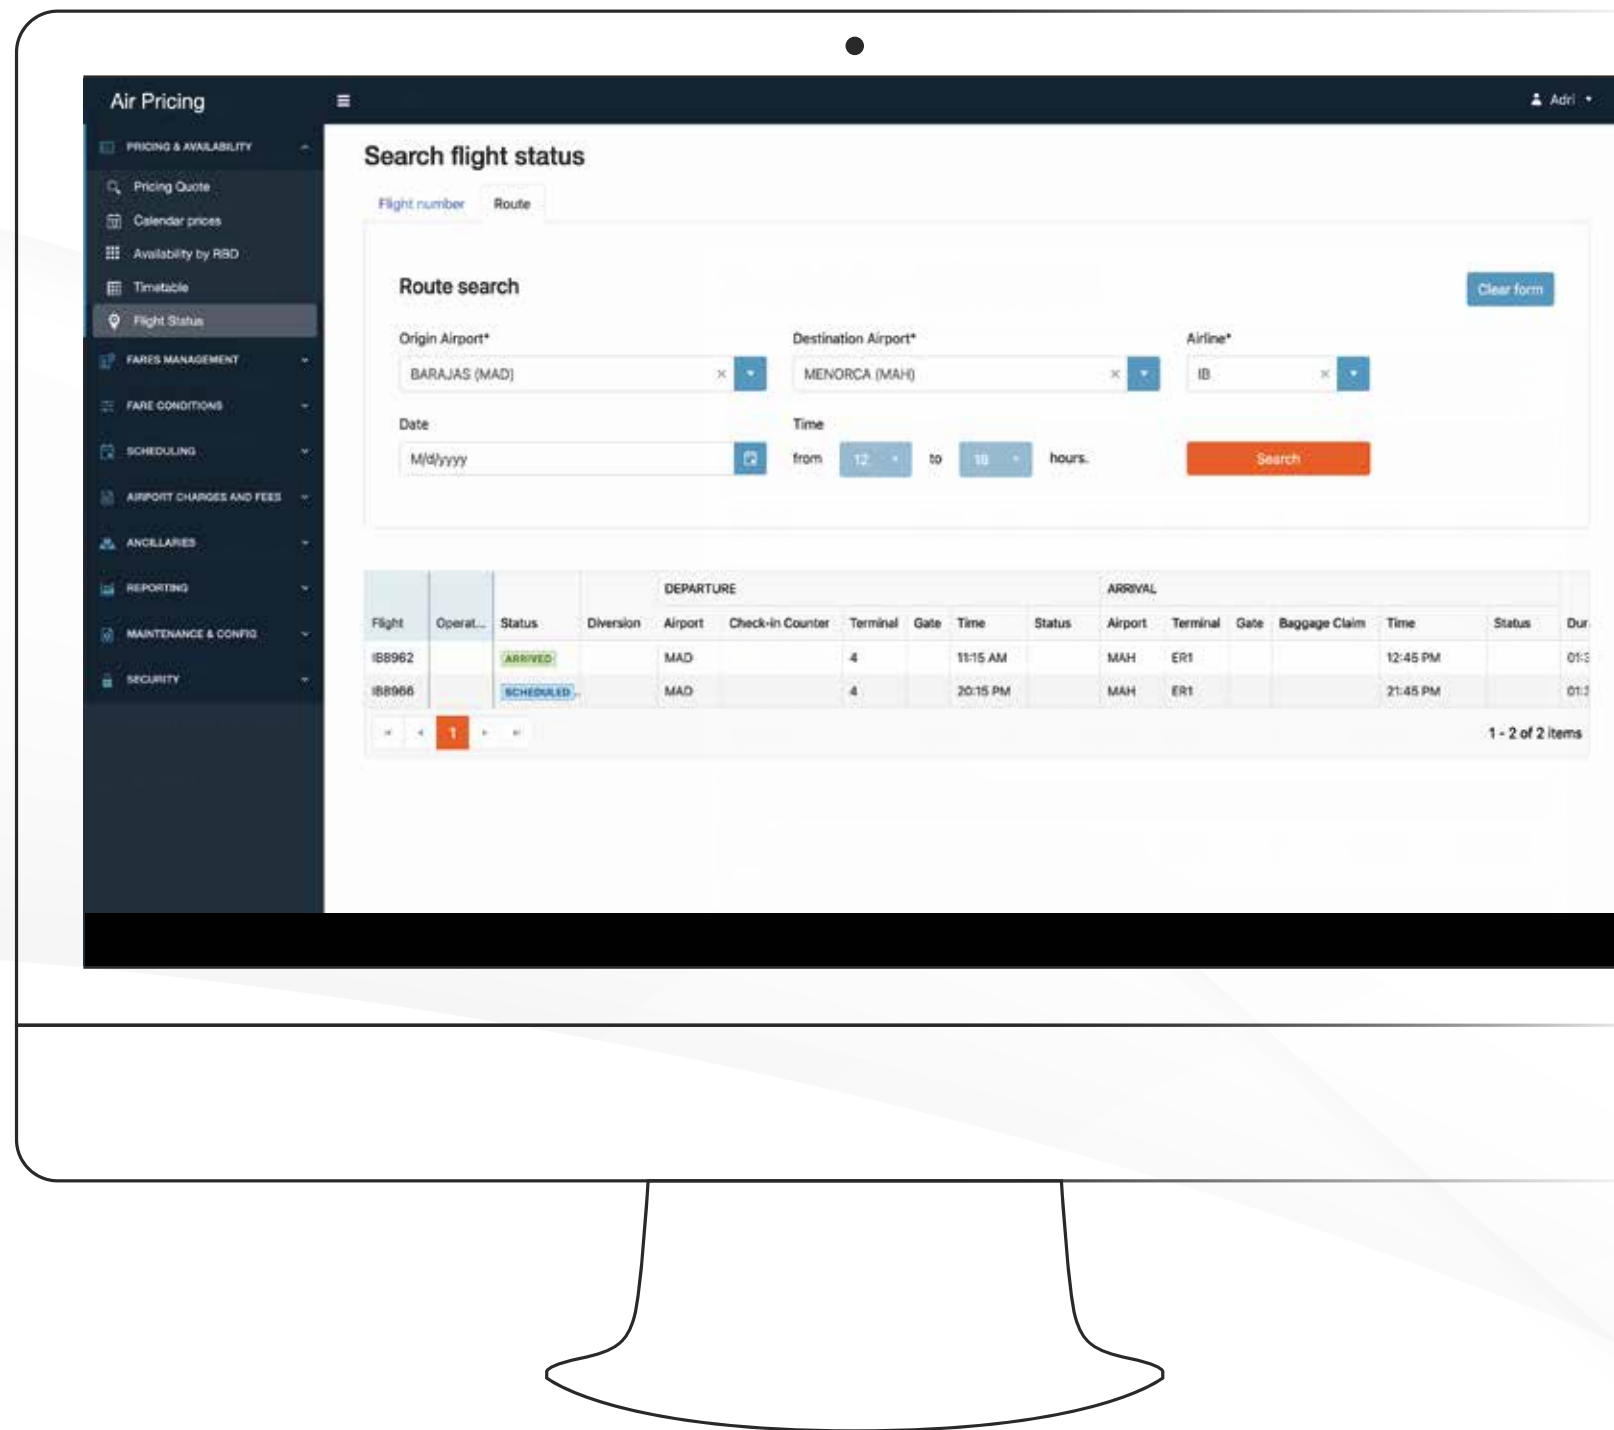 Air Pricing
Adri
PRICING & AVAILABILITY
Pricing Quote
Calendar prices
Availability by RBD
Timetable
Flight Status
FARES MANAGEMENT
FARE CONDITIONS
SCHEDULING
AIRPORT CHARGES AND FEES
ANCILLARIES
REPORTING
MAINTENANCE & CONFIG
SECURITY
Search flight status
Flight number Route
Route search
Clear form
Origin Airport* Destination Airport* Airline*
BARAJAS (MAD) × MENORCA (MAH) × IB ×
Date Time
M/d/yyyy from 12 to 18 hours. Search
DEPARTURE ARRIVAL
Flight Operat... Status Diversion Airport Check-in Counter Terminal Gate Time Status Airport Terminal Gate Baggage Claim Time Status Dur
IB8962 ARRIVED MAD 4 11:15 AM MAH ER1 12:45 PM 01:3
IB8966 SCHEDULED MAD 4 20:15 PM MAH ER1 21:45 PM 01:3
1
1 - 2 of 2 items